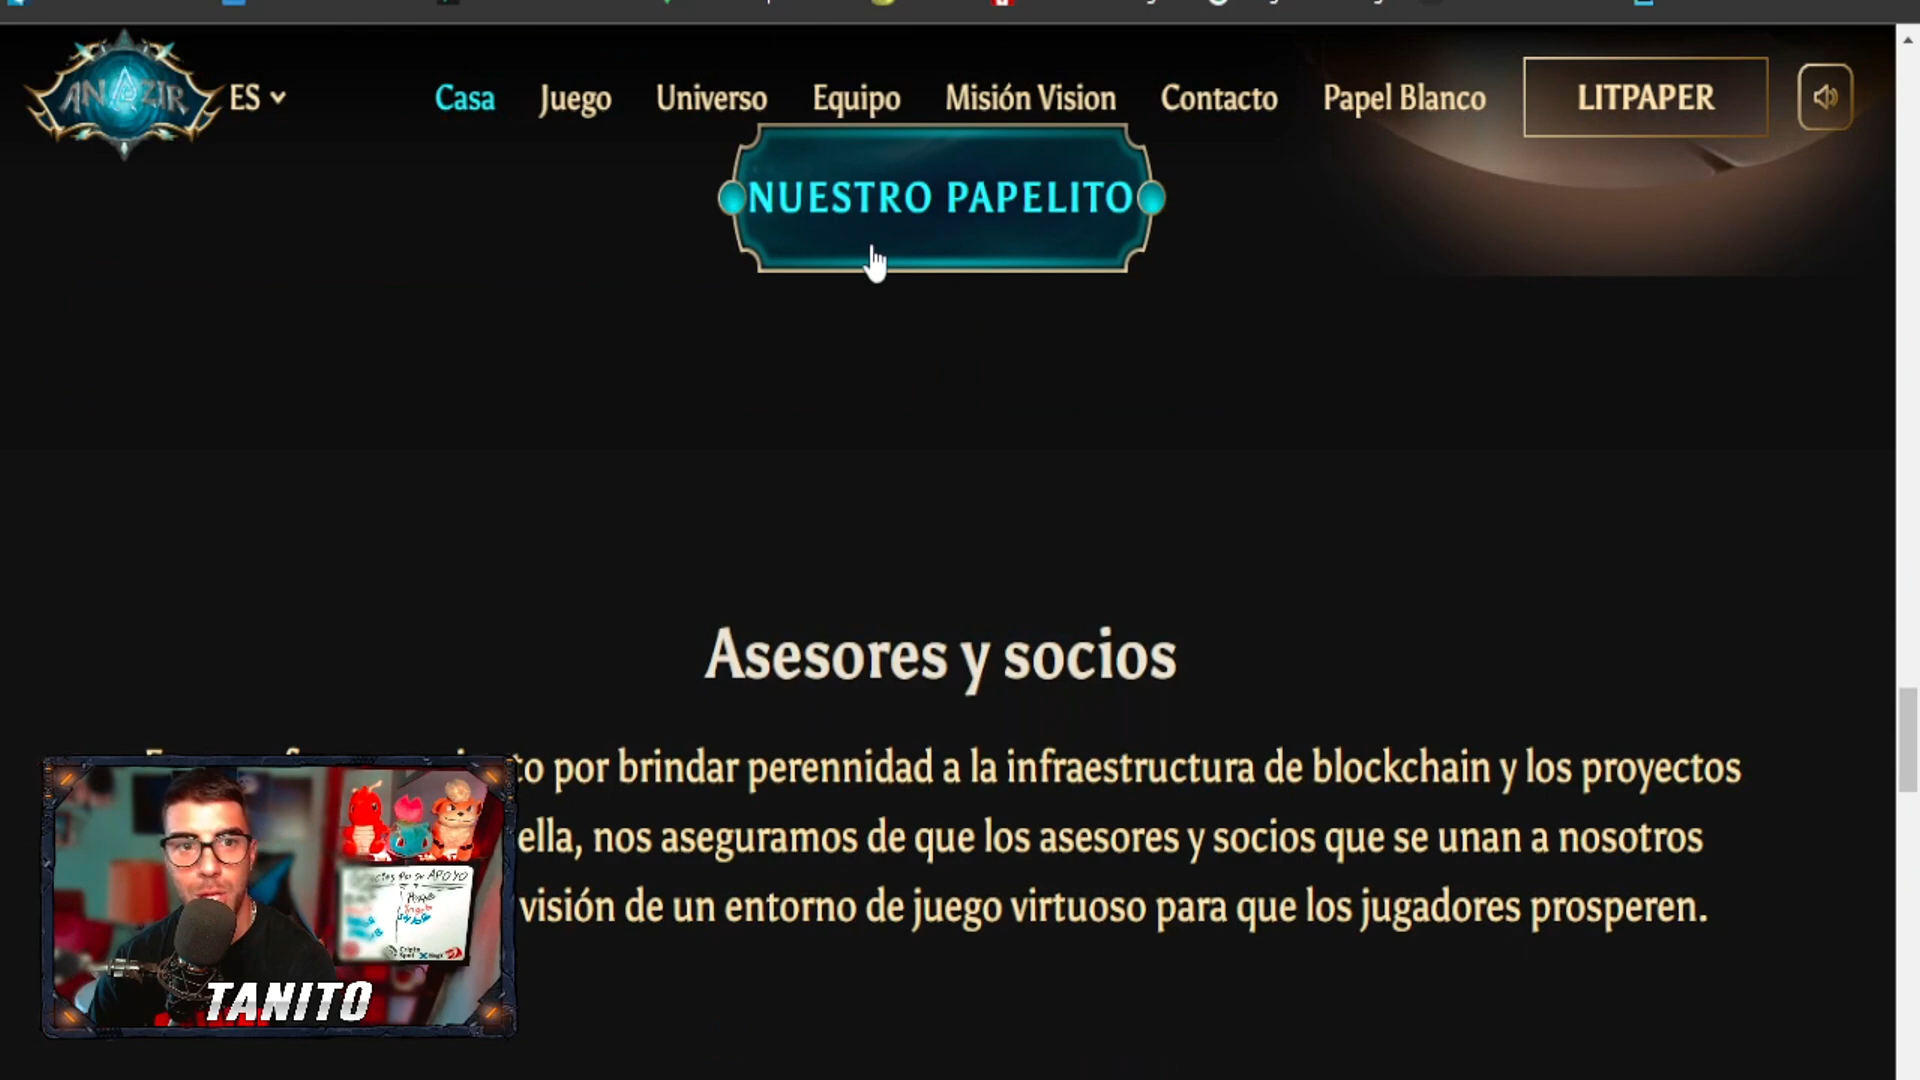 ANAZIR
ES
Casa
Juego
Universo
Equipo
Misión Vision
Contacto
Papel Blanco
LITPAPER
NUESTRO PAPELITO
Asesores y socios
por brindar perennidad a la infraestructura de blockchain y los proyectos
ella, nos aseguramos de que los asesores y socios que se unan a nosotros
visión de un entorno de juego virtuoso para que los jugadores prosperen.
APOYO
TANITO